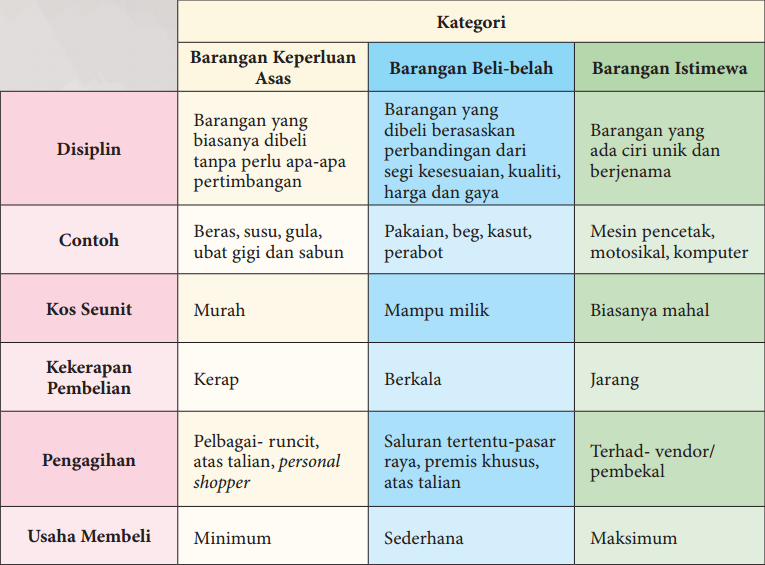 Kategori
Barangan Keperluan
Asas
Barangan Beli-belah
Barangan Istimewa
Disiplin
Barangan yang
biasanya dibeli
tanpa perlu apa-apa
pertimbangan
Barangan yang
dibeli berasaskan
perbandingan dari
segi kesesuaian, kualiti,
harga dan gaya
Barangan yang
ada ciri unik dan
berjenama
Contoh
Beras, susu, gula,
ubat gigi dan sabun
Pakaian, beg, kasut,
perabot
Mesin pencetak,
motosikal, komputer
Kos Seunit
Murah
Mampu milik
Biasanya mahal
Kekerapan
Pembelian
Kerap
Berkala
Jarang
Pengagihan
Pelbagai- runcit,
atas talian, personal
shopper
Saluran tertentu-pasar
raya, premis khusus,
atas talian
Terhad- vendor/
pembekal
Usaha Membeli
Minimum
Sederhana
Maksimum